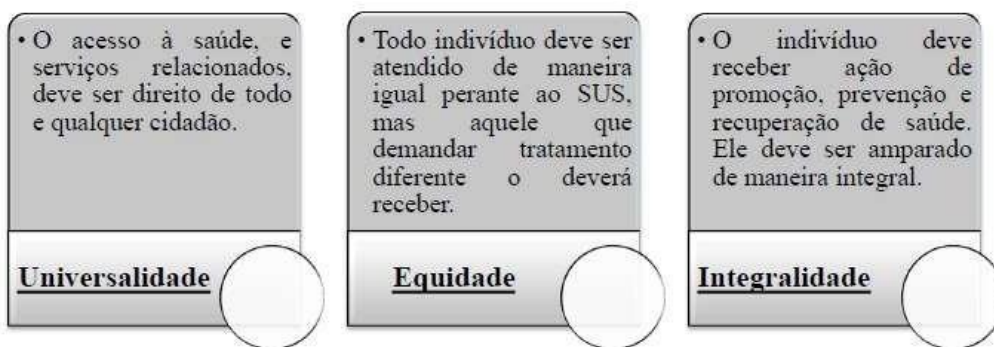 • O acesso à saúde, e
serviços relacionados,
deve ser direito de todo
e qualquer cidadão.
Universalidade
• Todo indivíduo deve ser
atendido de maneira
igual perante ao SUS,
mas aquele que
demandar tratamento
diferente o deverá
receber.
Equidade
• O indivíduo deve
receber ação de
promoção, prevenção e
recuperação de saúde.
Ele deve ser amparado
de maneira integral.
Integralidade